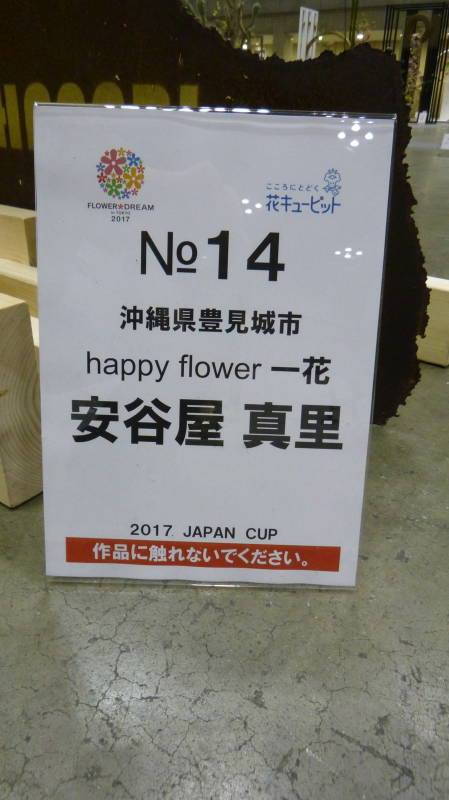 FLOWER★DREAM
in TOKYO
2017
こころにとどく
花キューピット
№14
沖縄県豊見城市
happy flower 一花
安谷屋 真里
2017 JAPAN CUP
作品に触れないでください。